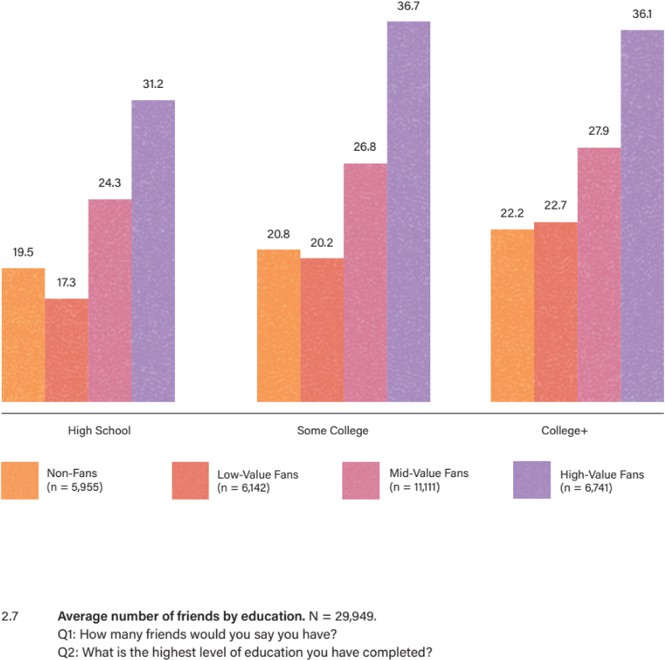 36.7
36.1
31.2
27.9
26.8
24.3
22.2
22.7
20.8
20.2
19.5
17.3
High School
Some College
College+
Non-Fans
(n = 5,955)
Low-Value Fans
(n = 6,142)
Mid-Value Fans
(n = 11,111)
High-Value Fans
(n = 6,741)
2.7 Average number of friends by education. N = 29,949.
Q1: How many friends would you say you have?
Q2: What is the highest level of education you have completed?